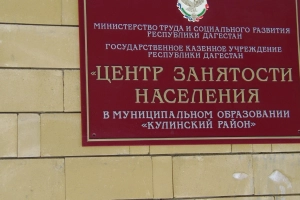 МИНИСТЕРСТВО ТРУДА И СОЦИАЛЬНОГО РАЗВИТИЯ
РЕСПУБЛИКИ ДАГЕСТАН
ГОСУДАРСТВЕННОЕ КАЗЕННОЕ УЧРЕЖДЕНИЕ
РЕСПУБЛИКИ ДАГЕСТАН
«ЦЕНТР ЗАНЯТОСТИ
НАСЕЛЕНИЯ
В МУНИЦИПАЛЬНОМ ОБРАЗОВАНИИ
«КУЛИНСКИЙ РАЙОН»